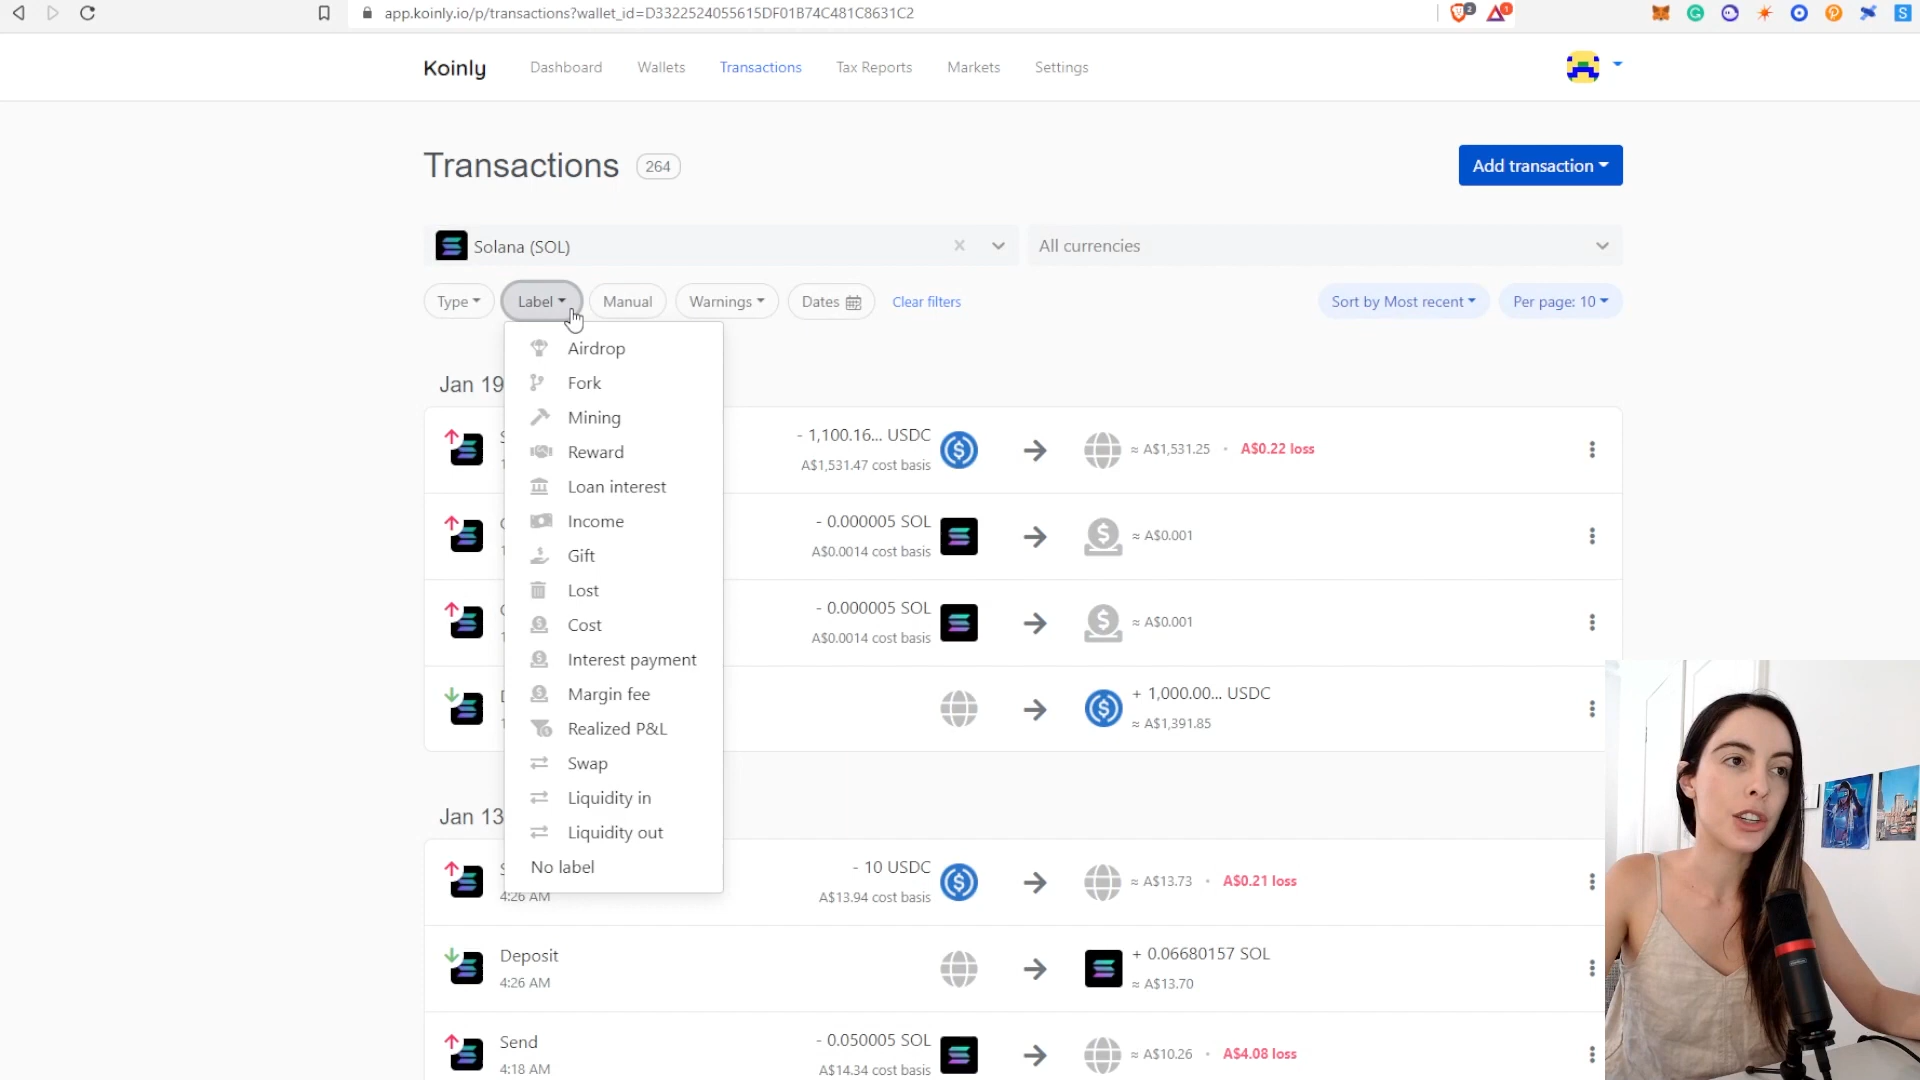 app.koinly.io/p/transactions?wallet_id=D3322524055615DF01B74C481C8631C2
2
1
Koinly
Dashboard
Wallets
Transactions
Tax Reports
Markets
Settings
Transactions
264
Add transaction
Solana (SOL)
All currencies
Type
Label
Manual
Warnings
Dates
Clear filters
Sort by Most recent
Per page: 10
Airdrop
Fork
Mining
Reward
Loan interest
Income
Gift
Lost
Cost
Interest payment
Margin fee
Realized P&L
Swap
Liquidity in
Liquidity out
No label
Jan 19
- 1,100.16... USDC
A$1,531.47 cost basis
≈ A$1,531.25 • A$0.22 loss
- 0.000005 SOL
A$0.0014 cost basis
≈ A$0.001
- 0.000005 SOL
A$0.0014 cost basis
≈ A$0.001
+ 1,000.00... USDC
≈ A$1,391.85
Jan 13
4:26 AM
- 10 USDC
A$13.94 cost basis
≈ A$13.73 • A$0.21 loss
Deposit
4:26 AM
+ 0.06680157 SOL
≈ A$13.70
Send
4:18 AM
- 0.050005 SOL
A$14.34 cost basis
≈ A$10.26 • A$4.08 loss